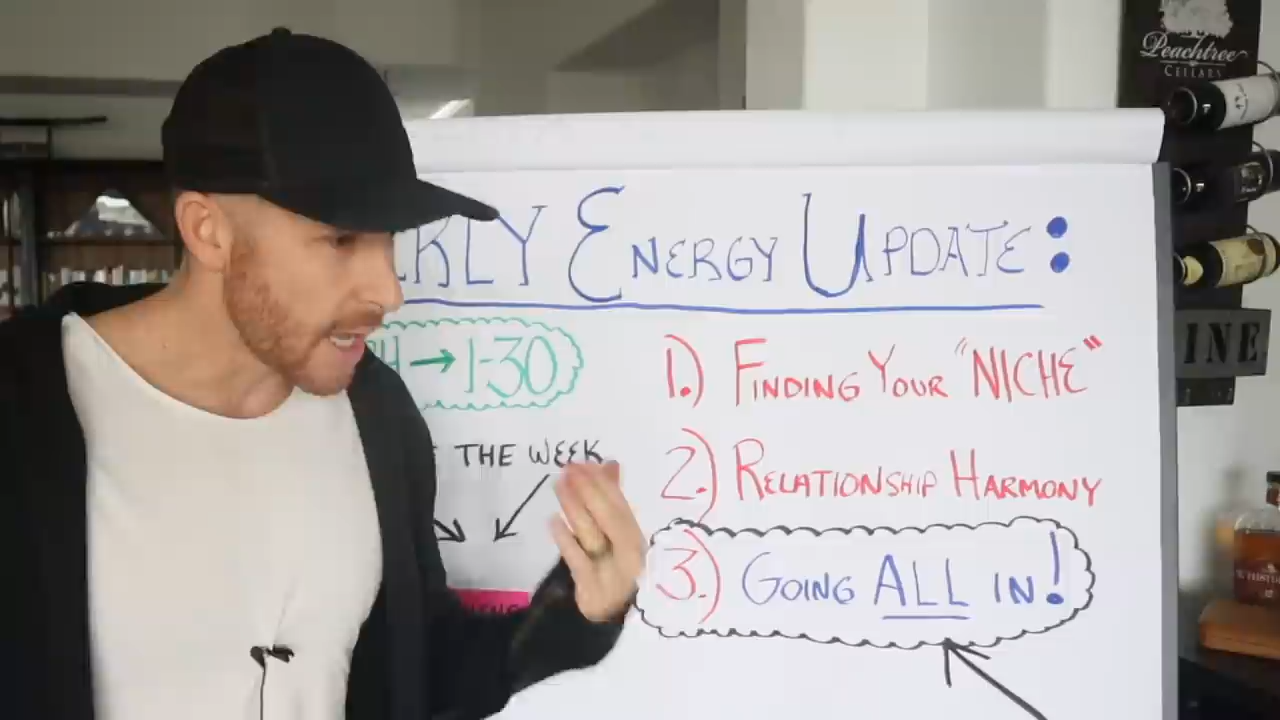 ENERGY UPDATE:
→ 1-30
THE WEEK
1.) FINDING YOUR "NICHE"
2.) RELATIONSHIP HARMONY
3.) GOING ALL IN!
Peachtree
CELLARS
INE